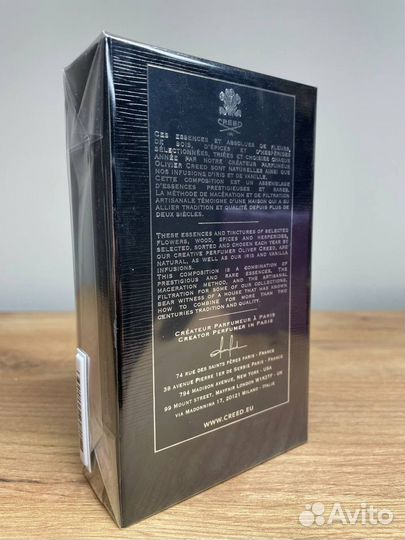 CREED
CES ESSENCES ET ABSOLUES DE FLEURS,
DE BOIS, D'ÉPICES ET D'HESPÉRIDES
SÉLECTIONNÉES, TRIÉES ET CHOISIES CHAQUE
ANNÉE PAR NOTRE CRÉATEUR PARFUMEUR
OLIVIER CREED SONT NATURELLES AINSI QUE
NOS INFUSIONS D'IRIS ET DE VANILLE.
CETTE COMPOSITION EST UN ASSEMBLAGE
D'ESSENCES PRESTIGIEUSES ET RARES.
LA MÉTHODE DE MACÉRATION ET DE FILTRATION
ARTISANALE TÉMOIGNE D'UNE MAISON QUI A SU
ALLIER TRADITION ET QUALITÉ DEPUIS PLUS DE
DEUX SIÈCLES.
THESE ESSENCES AND TINCTURES OF SELECTED
FLOWERS, WOOD, SPICES AND HESPERIDES,
SELECTED, SORTED AND CHOSEN EACH YEAR BY
OUR CREATIVE PERFUMER OLIVER CREED, ARE
NATURAL, AS WELL AS OUR IRIS AND VANILLA
INFUSIONS.
THIS COMPOSITION IS A COMBINATION OF
PRESTIGIOUS AND RARE ESSENCES. THE
MACERATION METHOD, AND THE ARTISANAL
FILTRATION FOR SOME OF OUR COLLECTIONS,
BEAR WITNESS OF A HOUSE THAT HAS KNOWN
HOW TO COMBINE FOR MORE THAN TWO
CENTURIES TRADITION AND QUALITY.
CRÉATEUR PARFUMEUR À PARIS
CREATOR PERFUMER IN PARIS
74 RUE DES SAINTS PÈRES PARIS - FRANCE
38 AVENUE PIERRE 1ER DE SERBIE PARIS - FRANCE
794 MADISON AVENUE, NEW YORK - USA
99 MOUNT STREET, MAYFAIR LONDON W1K2TF - UK
VIA MADONNINA 17, 20121 MILANO - ITALIE
WWW.CREED.EU
Avito